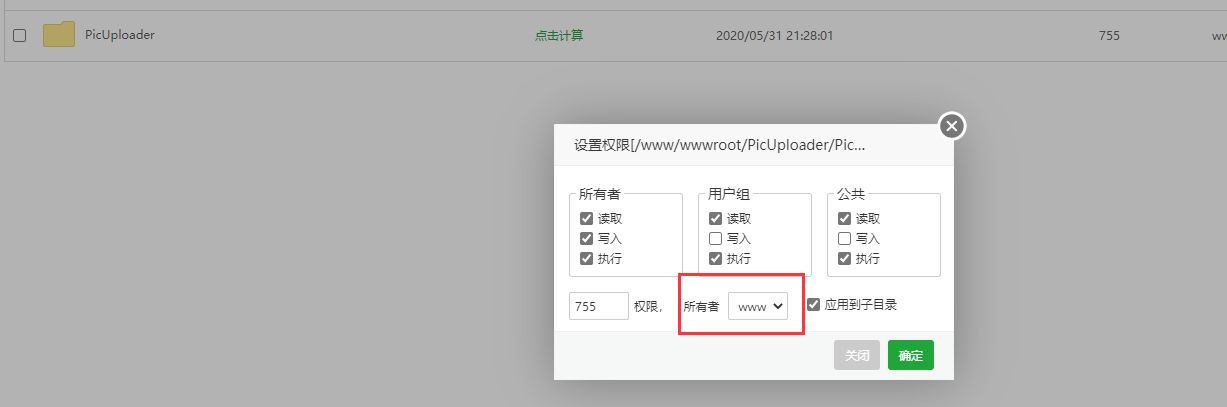 PicUploader 点击计算 2020/05/31 21:28:01 755
设置权限[/www/wwwroot/PicUploader/Pic...
所有者 用户组 公共
读取 读取 读取
写入 写入 写入
执行 执行 执行
755 权限， 所有者 www 应用到子目录
关闭 确定